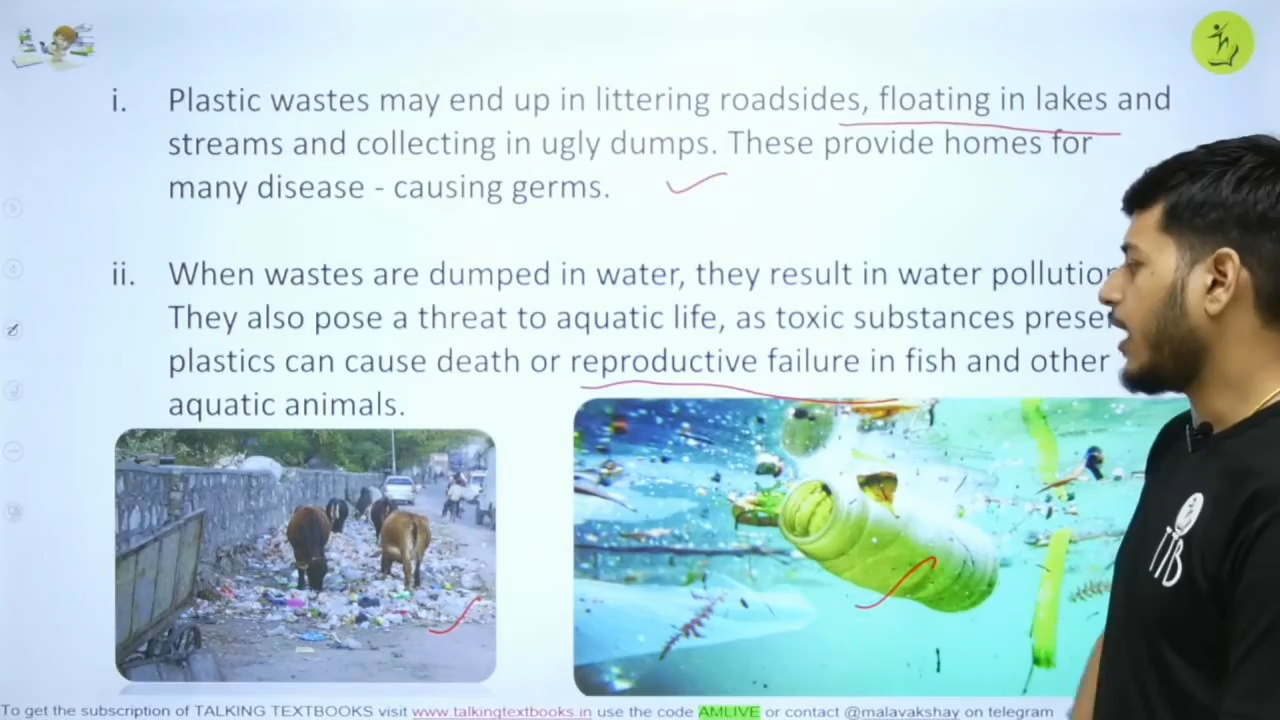 i. Plastic wastes may end up in littering roadsides, floating in lakes and
streams and collecting in ugly dumps. These provide homes for
many disease - causing germs.
ii. When wastes are dumped in water, they result in water
They also pose a threat to aquatic life, as toxic substances
plastics can cause death or reproductive failure in fish and other
aquatic animals.
TTB
To get the subscription of TALKING TEXTBOOKS visit www.talkingtextbooks.in use the code AMLIVE or contact @malavakshay on telegram